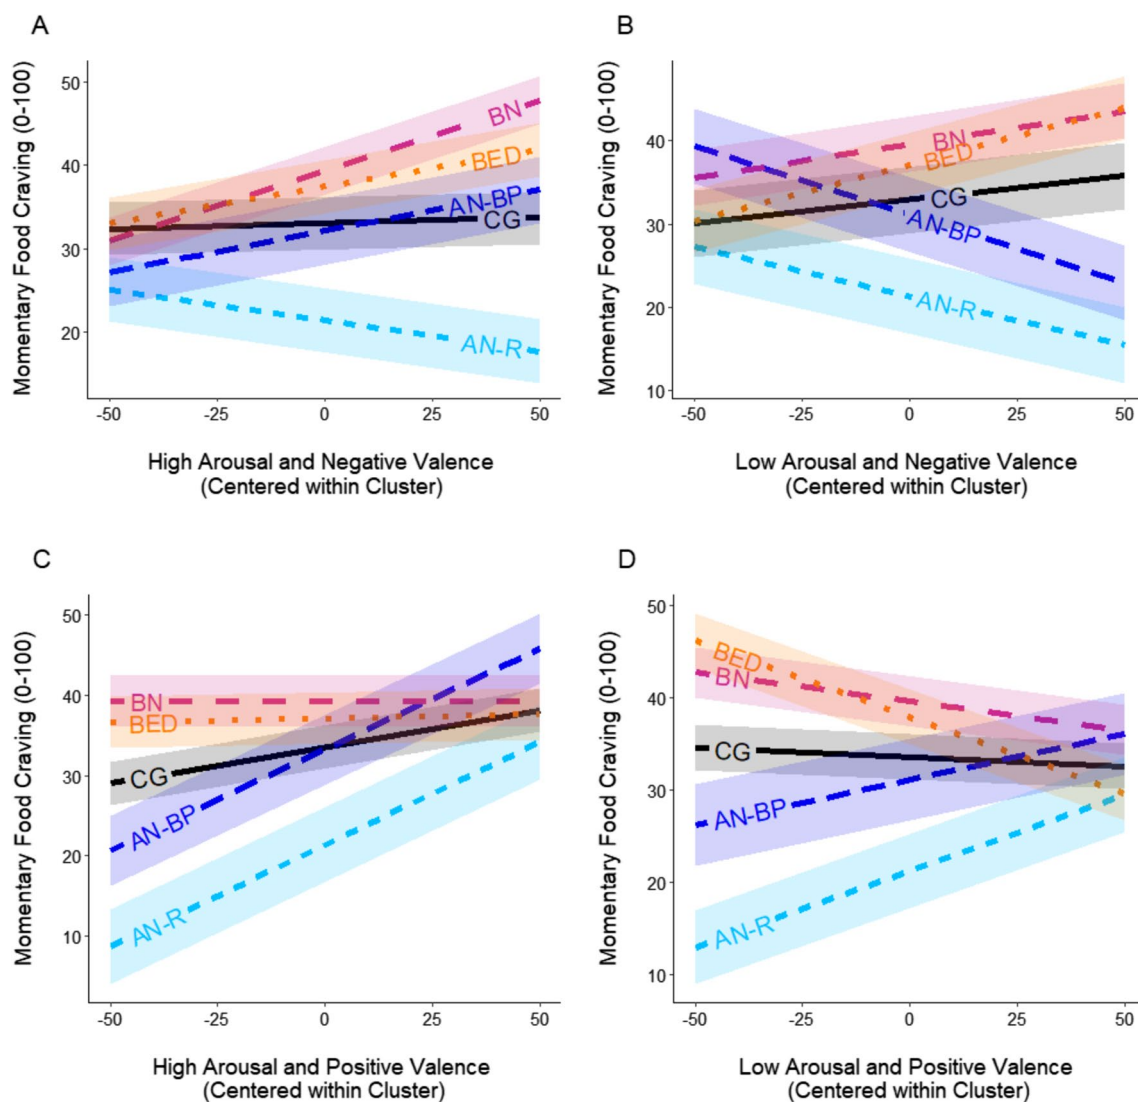 A
Momentary Food Craving (0-100)
50
40
30
20
BN
BED
AN-BP
CG
AN-R
-50
-25
0
25
50
High Arousal and Negative Valence
(Centered within Cluster)
B
Momentary Food Craving (0-100)
40
30
20
10
BN
BED
CG
AN-BP
AN-R
-50
-25
0
25
50
Low Arousal and Negative Valence
(Centered within Cluster)
C
Momentary Food Craving (0-100)
50
40
30
20
10
BN
BED
CG
AN-BP
AN-R
-50
-25
0
25
50
High Arousal and Positive Valence
(Centered within Cluster)
D
Momentary Food Craving (0-100)
50
40
30
20
10
BED
BN
CG
AN-BP
AN-R
-50
-25
0
25
50
Low Arousal and Positive Valence
(Centered within Cluster)